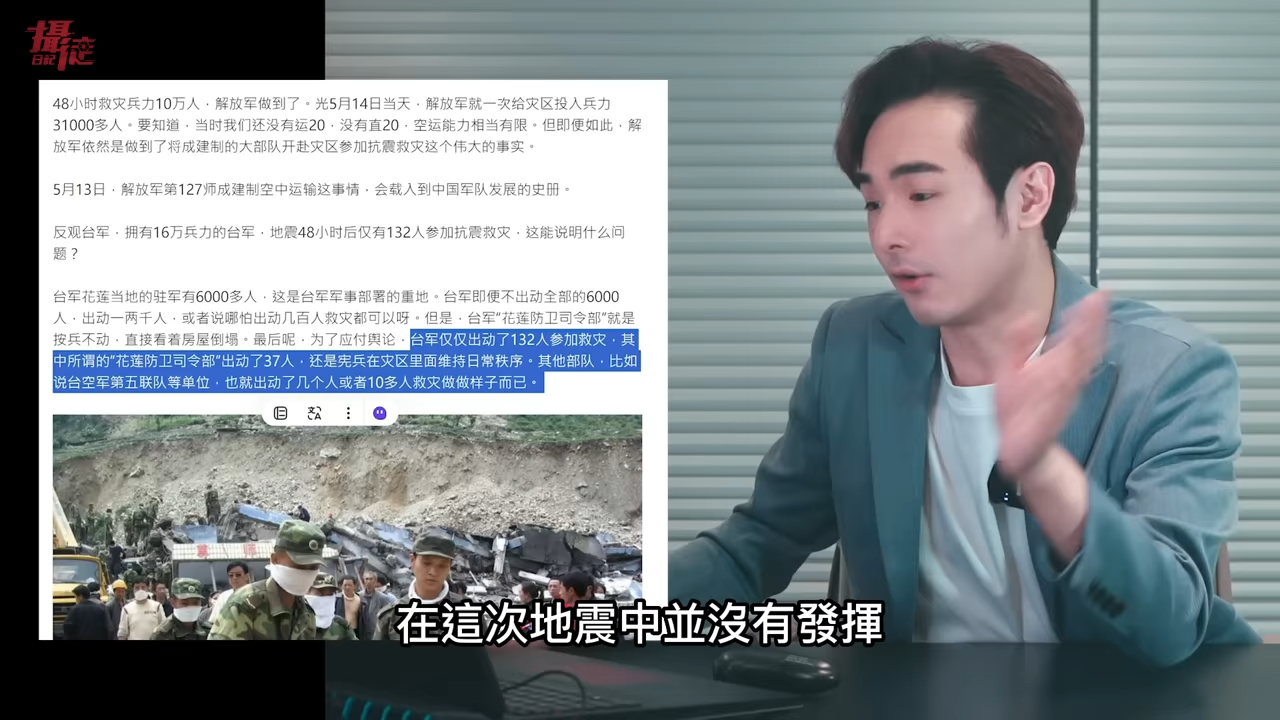 攝徒
日記
48小时救灾兵力10万人，解放军做到了。光5月14日当天，解放军就一次给灾区投入兵力
31000多人。要知道，当时我们还没有运20，没有直20，空运能力相当有限。但即便如此，解
放军依然是做到了将成建制的大部队开赴灾区参加抗震救灾这个伟大的事实。
5月13日，解放军第127师成建制空中运输这事情，会载入到中国军队发展的史册。
反观台军，拥有16万兵力的台军，地震48小时后仅有132人参加抗震救灾，这能说明什么问
题？
台军花莲当地的驻军有6000多人，这是台军军事部署的重地。台军即便不出动全部的6000
人，出动一两千人，或者说哪怕出动几百人救灾都可以呀。但是，台军“花莲防卫司令部”就是
按兵不动，直接看着房屋倒塌。最后呢，为了应付舆论，台军仅仅出动了132人参加救灾，其
中所谓的“花莲防卫司令部”出动了37人，还是宪兵在灾区里面维持日常秩序。其他部队，比如
说台空军第五联队等单位，也就出动了几个人或者10多人救灾做做样子而已。
在這次地震中並沒有發揮